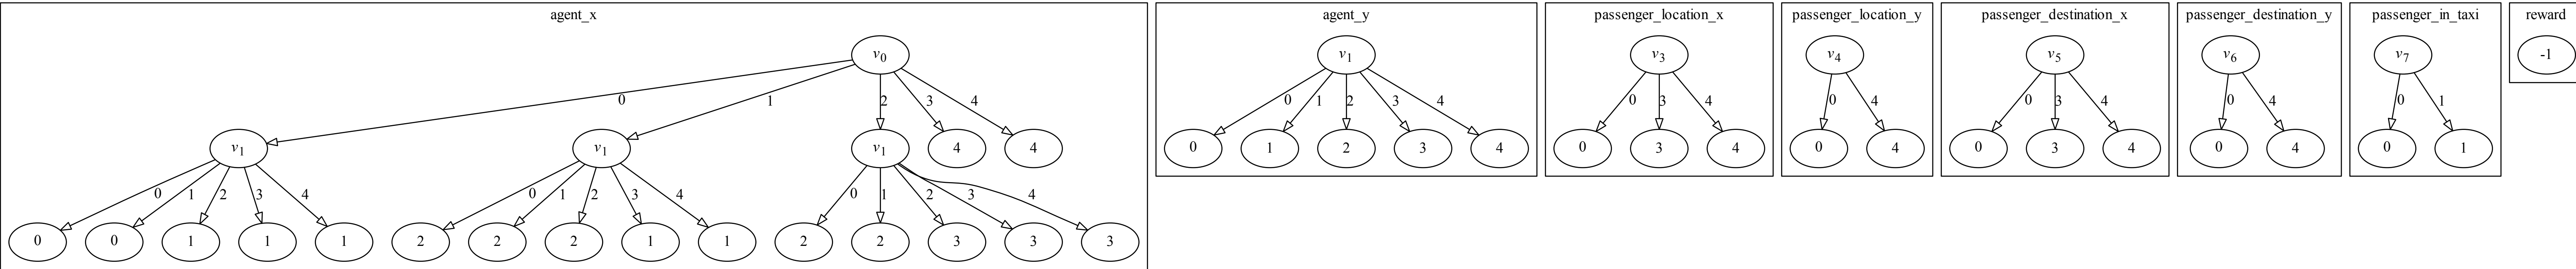 agent_x
agent_y
passenger_location_x
passenger_location_y
passenger_destination_x
passenger_destination_y
passenger_in_taxi
reward
v0
v1
v3
v4
v5
v6
v7
-1
0 1 2 3 4
0 1 2 3 4
0 3 4
0 4
0 3 4
0 4
0 1
v1
v1
v1
4
4
0
1
2
3
4
0
3
4
0
4
0
3
4
0
4
0
1
0 1 2 3 4
0 1 2 3 4
0 1 2 3 4
0
0
1
1
1
2
2
2
1
1
2
2
3
3
3